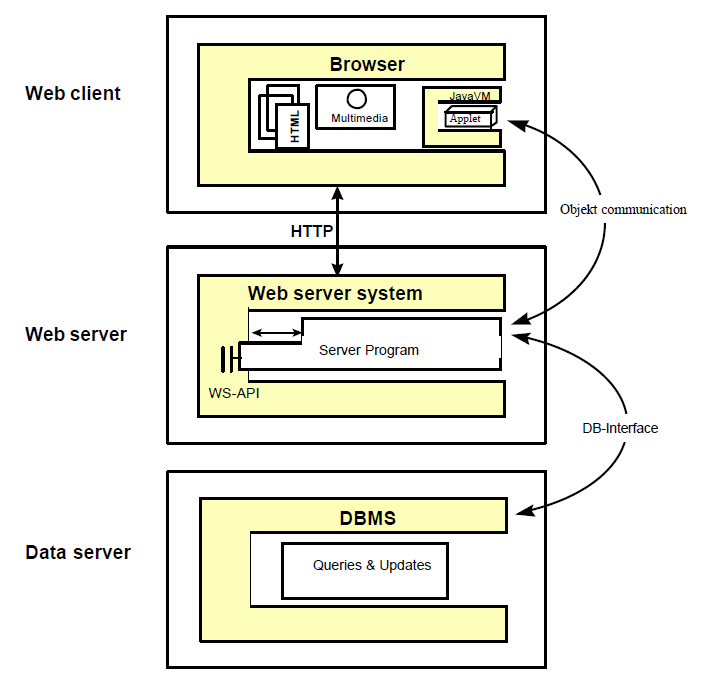 Browser
Web client
JavaVM
HTML
Multimedia
Applet
Objekt communication
HTTP
Web server system
Web server
Server Program
WS-API
DB-Interface
DBMS
Data server
Queries & Updates